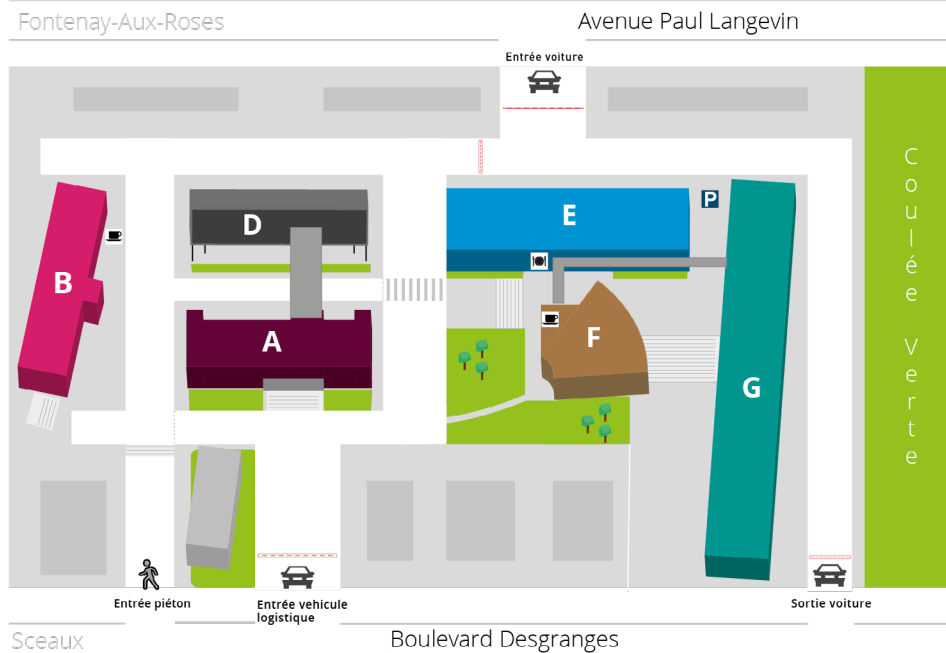 Fontenay-Aux-Roses
Avenue Paul Langevin
Entrée voiture
Coulée Verte
P
D
E
B
A
F
G
Entrée piéton
Entrée vehicule
logistique
Sortie voiture
Sceaux
Boulevard Desgranges